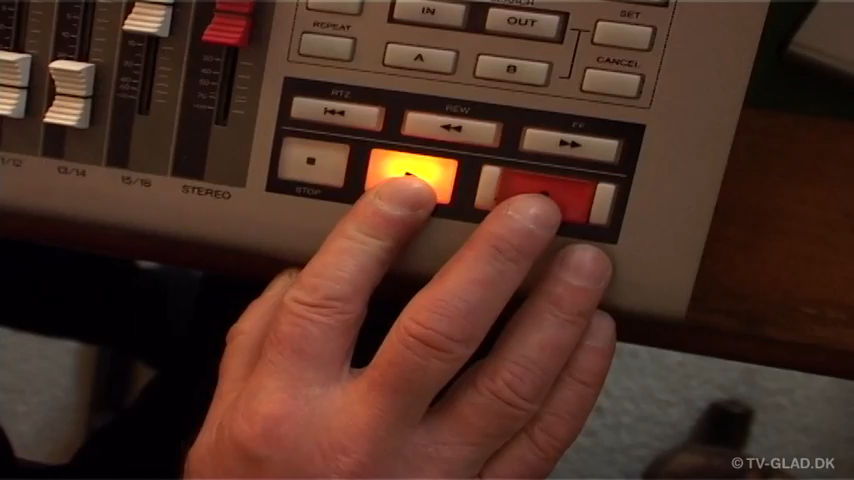 IN
OUT
SET
REPEAT
A
B
CANCEL
RTZ
REW
FF
STOP
11/12
13/14
15/16
STEREO
©TV-GLAD.DK